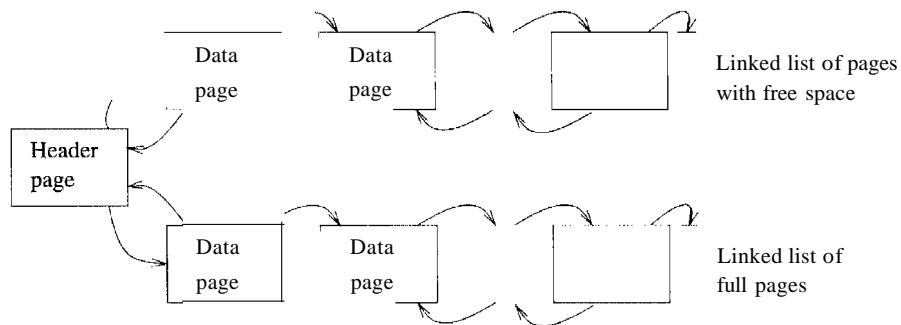 Data
page
Data
page
Linked list of pages
with free space
Header
page
Data
page
Data
page
Linked list of
full pages